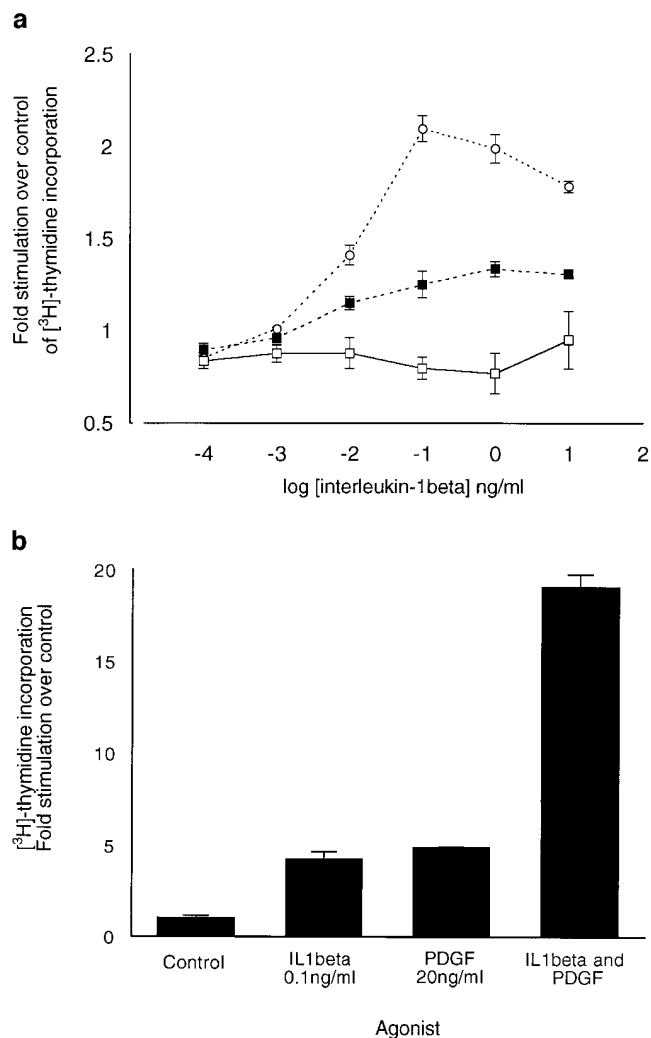 a
Fold stimulation over control
of [³H]-thymidine incorporation
2.5
2
1.5
1
0.5
-4 -3 -2 -1 0 1 2
log [interleukin-1beta] ng/ml
b
[³H]-thymidine incorporation
Fold stimulation over control
20
15
10
5
0
Control IL1beta PDGF IL1beta and
0.1ng/ml 20ng/ml PDGF
Agonist